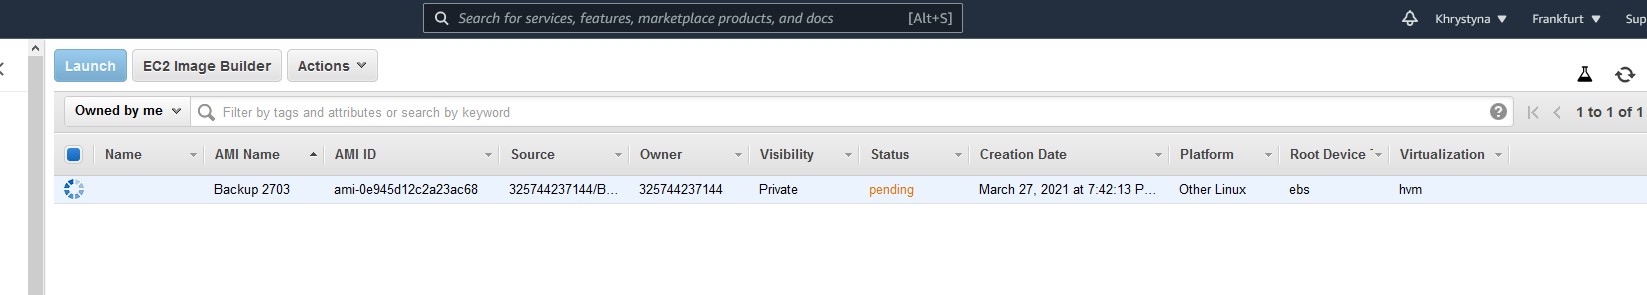 Search for services, features, marketplace products, and docs [Alt+S] Khrystyna Frankfurt Sup
Launch EC2 Image Builder Actions
Owned by me Filter by tags and attributes or search by keyword ? 1 to 1 of 1
Name AMI Name AMI ID Source Owner Visibility Status Creation Date Platform Root Device Virtualization
Backup 2703 ami-0e945d12c2a23ac68 325744237144/B... 325744237144 Private pending March 27, 2021 at 7:42:13 P... Other Linux ebs hvm